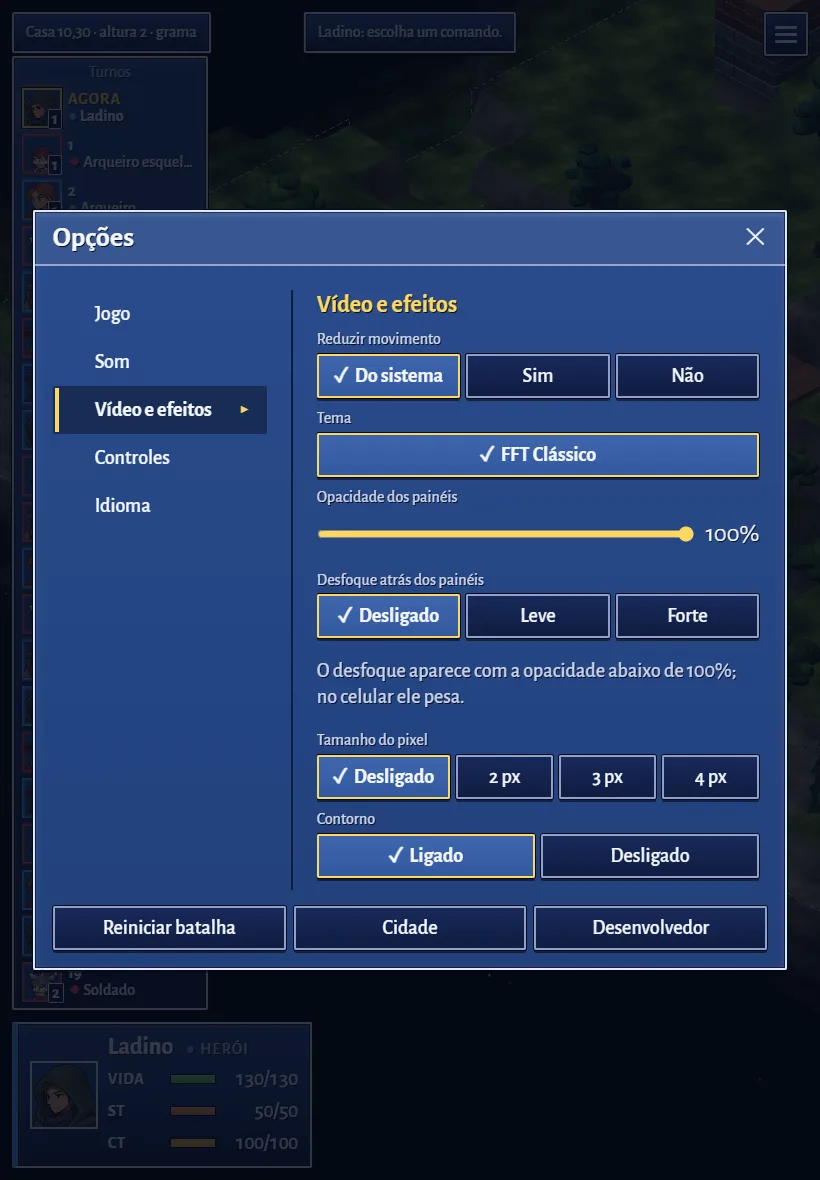 Casa 10,30 · altura 2 · grama
Ladino: escolha um comando.
Turnos
AGORA
1
• Ladino
1
1
Arqueiro esquel...
2
Arqueiro
Opções
Jogo
Som
Vídeo e efeitos
Controles
Idioma
Vídeo e efeitos
Reduzir movimento
✓ Do sistema
Sim
Não
Tema
✓ FFT Clássico
Opacidade dos painéis
100%
Desfoque atrás dos painéis
✓ Desligado
Leve
Forte
O desfoque aparece com a opacidade abaixo de 100%;
no celular ele pesa.
Tamanho do pixel
✓ Desligado
2 px
3 px
4 px
Contorno
✓ Ligado
Desligado
Reiniciar batalha
Cidade
Desenvolvedor
19
2
Soldado
Ladino • HERÓI
VIDA 130/130
ST 50/50
CT 100/100